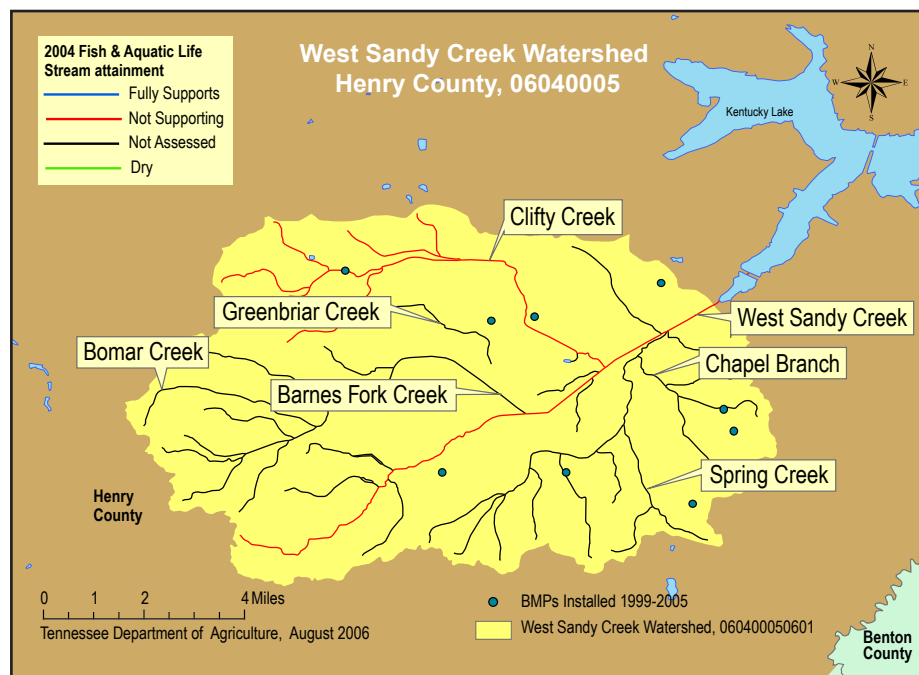 2004 Fish & Aquatic Life
Stream attainment
Fully Supports
Not Supporting
Not Assessed
Dry
West Sandy Creek Watershed
Henry County, 06040005
N
W
E
S
Kentucky Lake
Clifty Creek
Greenbriar Creek
West Sandy Creek
Bomar Creek
Chapel Branch
Barnes Fork Creek
Spring Creek
Henry
County
0 1 2 4 Miles
Tennessee Department of Agriculture, August 2006
BMPs Installed 1999-2005
West Sandy Creek Watershed, 060400050601
Benton
County